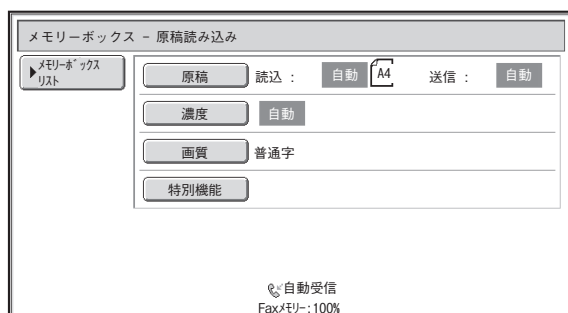 メモリーボックス - 原稿読み込み
メモリーボックス
リスト
原稿 読込 : 自動 A4 送信 : 自動
濃度 自動
画質 普通字
特別機能
自動受信
Faxメモリー:100%